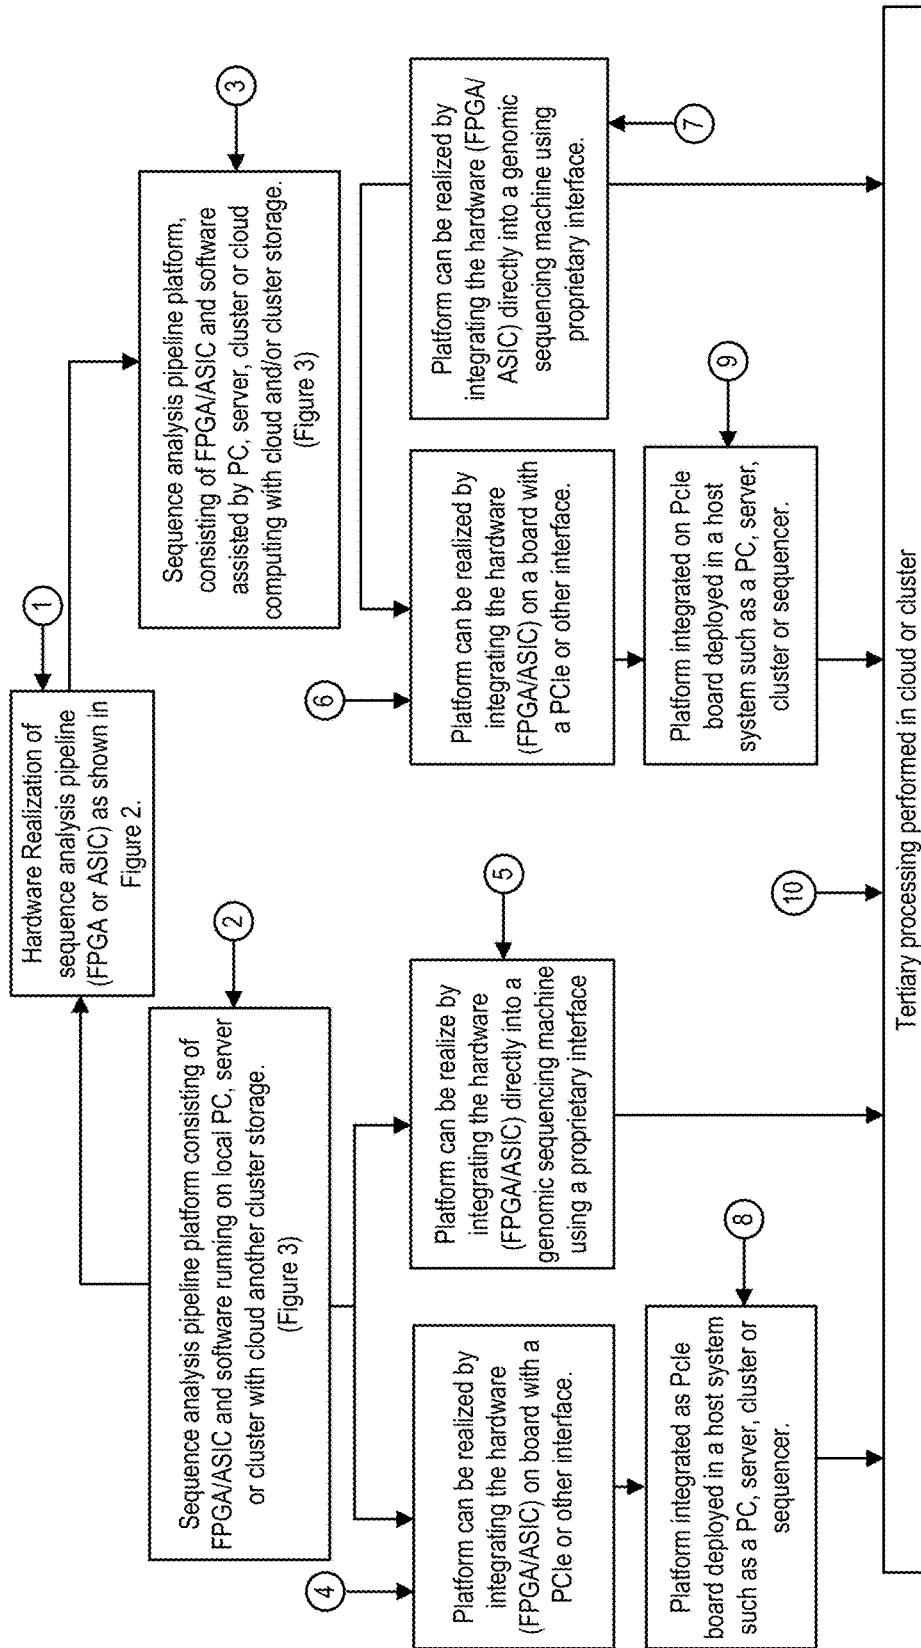 1
Hardware Realization of
sequence analysis pipeline
(FPGA or ASIC) as shown in
Figure 2.
2
Sequence analysis pipeline platform consisting of
FPGA/ASIC and software running on local PC, server
or cluster with cloud another cluster storage.
(Figure 3)
3
Sequence analysis pipeline platform,
consisting of FPGA/ASIC and software
assisted by PC, server, cluster or cloud
computing with cloud and/or cluster storage.
(Figure 3)
4
Platform can be realized by
integrating the hardware
(FPGA/ASIC) on board with a
PCIe or other interface.
5
Platform can be realize by
integrating the hardware
(FPGA/ASIC) directly into a
genomic sequencing machine
using a proprietary interface
6
Platform can be realized by
integrating the hardware
(FPGA/ASIC) on a board with
a PCIe or other interface.
7
Platform can be realized by
integrating the hardware (FPGA/
ASIC) directly into a genomic
sequencing machine using
proprietary interface.
8
Platform integrated as PcIe
board deployed in a host system
such as a PC, server, cluster or
sequencer.
9
Platform integrated on PcIe
board deployed in a host
system such as a PC, server,
cluster or sequencer.
10
Tertiary processing performed in cloud or cluster